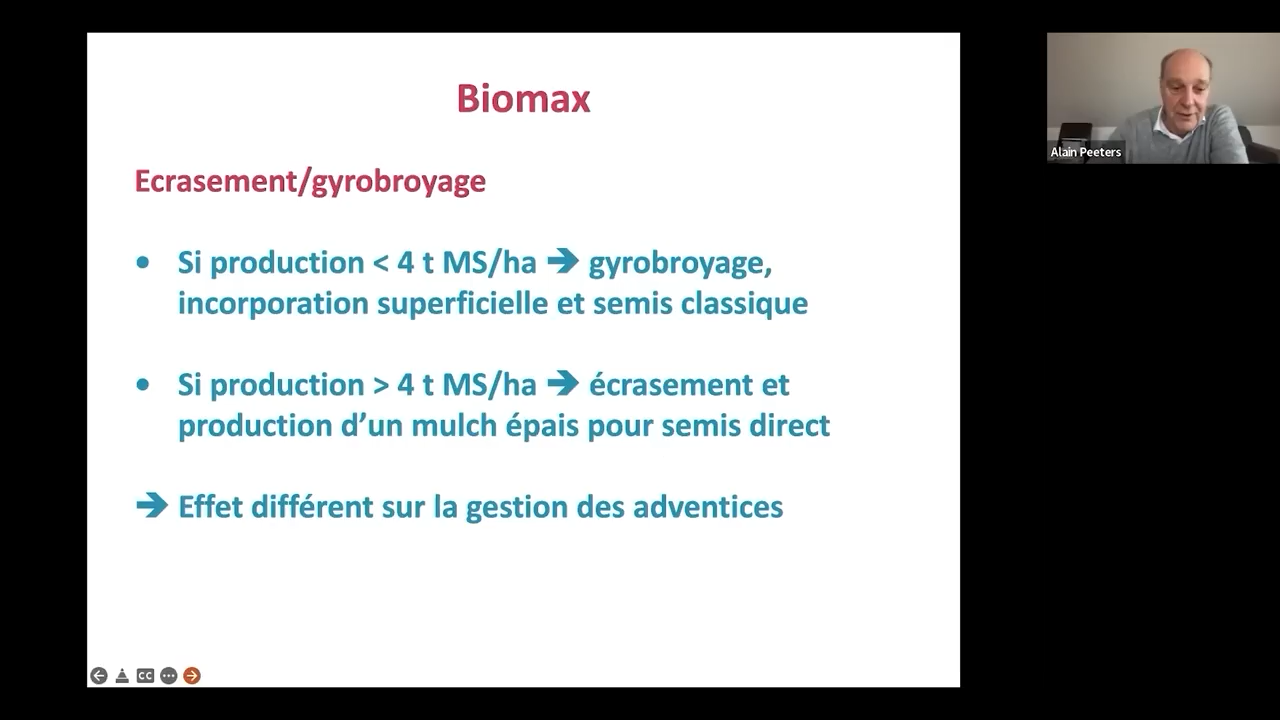 Biomax
Ecrasement/gyrobroyage
• Si production < 4 t MS/ha ➔ gyrobroyage,
incorporation superficielle et semis classique
• Si production > 4 t MS/ha ➔ écrasement et
production d’un mulch épais pour semis direct
➔ Effet différent sur la gestion des adventices
CC
Alain Peeters